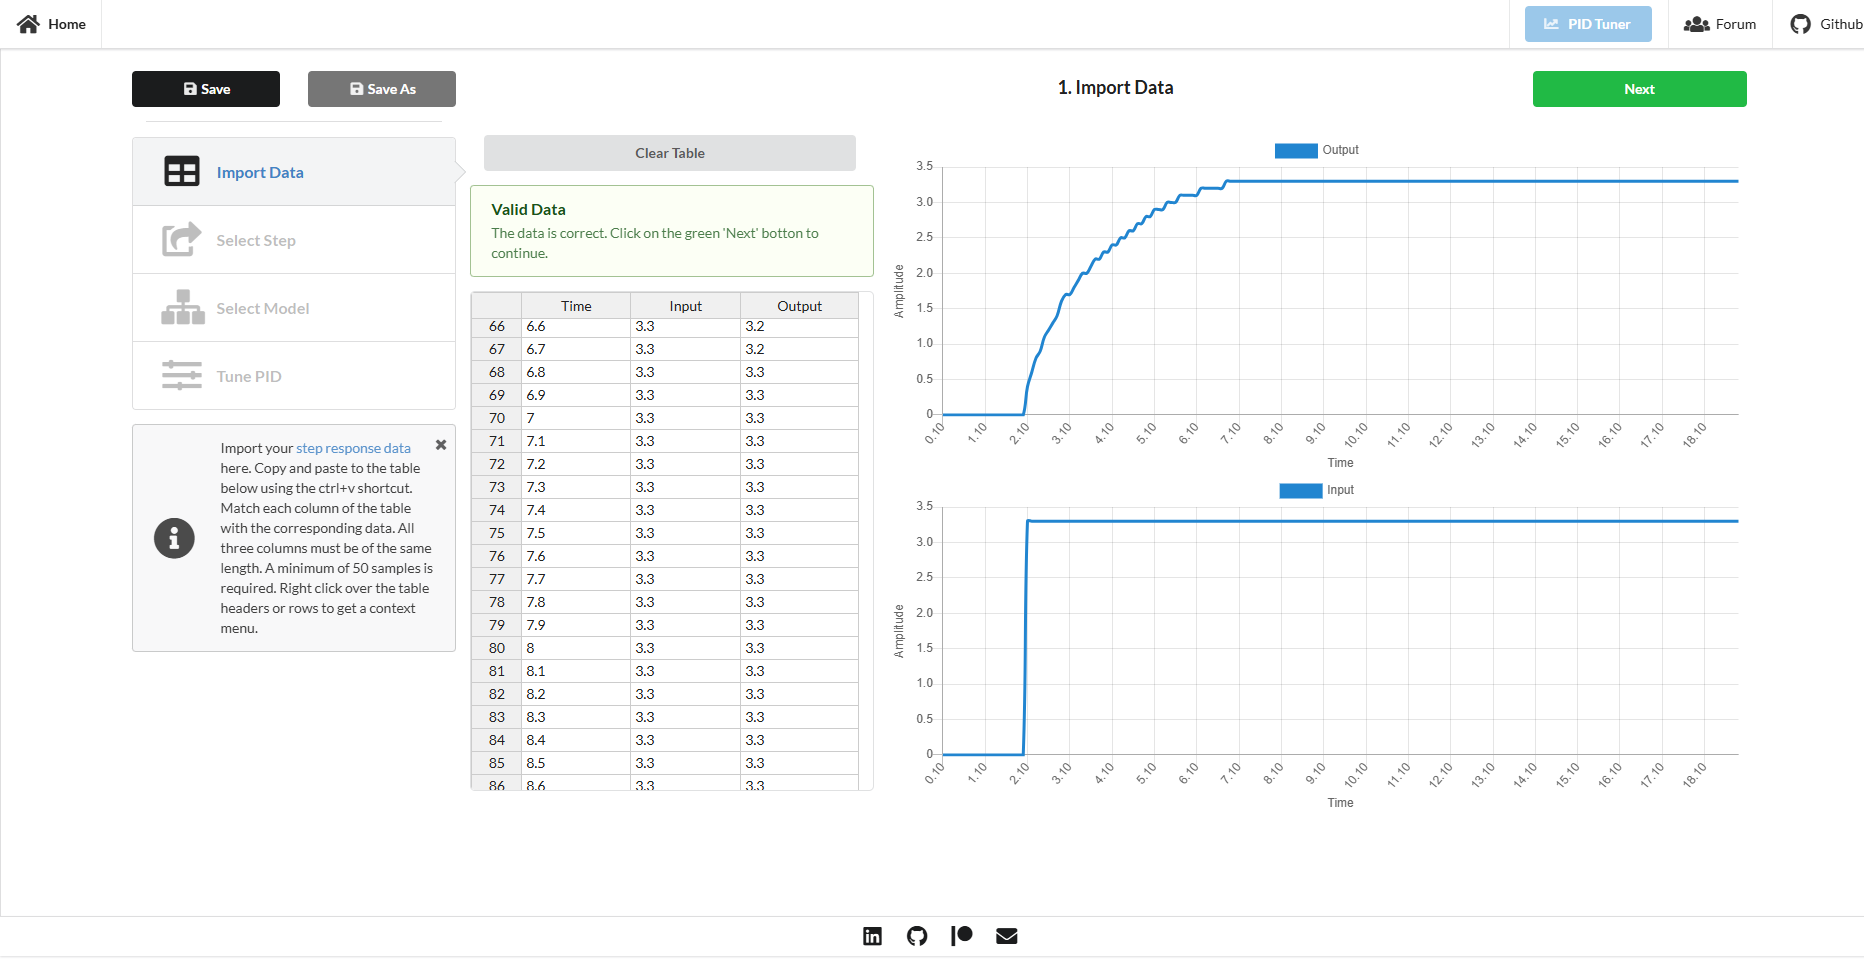 Home
PID Tuner
Forum
Github
Save
Save As
1. Import Data
Next
Import Data
Select Step
Select Model
Tune PID
Import your step response data
here. Copy and paste to the table
below using the ctrl+v shortcut.
Match each column of the table
with the corresponding data. All
three columns must be of the same
length. A minimum of 50 samples is
required. Right click over the table
headers or rows to get a context
menu.
Clear Table
Valid Data
The data is correct. Click on the green 'Next' botton to
continue.
Time Input Output
66 6.6 3.3 3.2
67 6.7 3.3 3.2
68 6.8 3.3 3.3
69 6.9 3.3 3.3
70 7 3.3 3.3
71 7.1 3.3 3.3
72 7.2 3.3 3.3
73 7.3 3.3 3.3
74 7.4 3.3 3.3
75 7.5 3.3 3.3
76 7.6 3.3 3.3
77 7.7 3.3 3.3
78 7.8 3.3 3.3
79 7.9 3.3 3.3
80 8 3.3 3.3
81 8.1 3.3 3.3
82 8.2 3.3 3.3
83 8.3 3.3 3.3
84 8.4 3.3 3.3
85 8.5 3.3 3.3
86 8.6 3.3 3.3
Output
Amplitude
3.5
3.0
2.5
2.0
1.5
1.0
0.5
0
0.10 1.10 2.10 3.10 4.10 5.10 6.10 7.10 8.10 9.10 10.10 11.10 12.10 13.10 14.10 15.10 16.10 17.10 18.10
Time
Input
Amplitude
3.5
3.0
2.5
2.0
1.5
1.0
0.5
0
0.10 1.10 2.10 3.10 4.10 5.10 6.10 7.10 8.10 9.10 10.10 11.10 12.10 13.10 14.10 15.10 16.10 17.10 18.10
Time